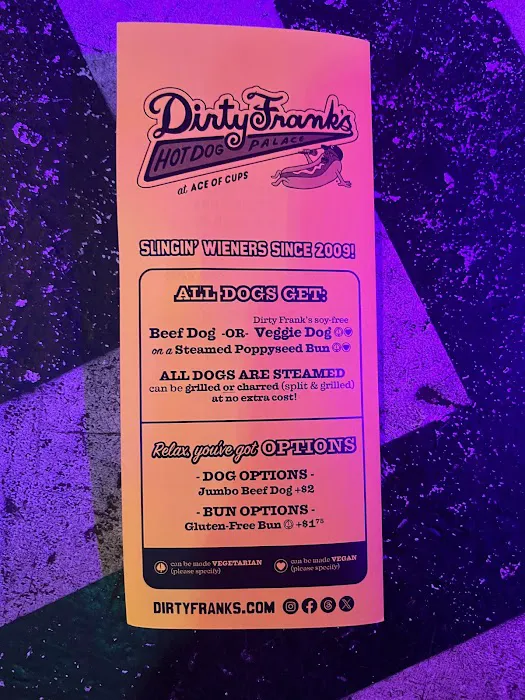 Dirty Frank's
HOT DOG PALACE
at ACE OF CUPS
SLINGIN' WIENERS SINCE 2009!
ALL DOGS GET:
Dirty Frank's soy-free
Beef Dog -OR- Veggie Dog
on a Steamed Poppyseed Bun
ALL DOGS ARE STEAMED
can be grilled or charred (split & grilled)
at no extra cost!
Relax, you've got OPTIONS
- DOG OPTIONS -
Jumbo Beef Dog +$2
- BUN OPTIONS -
Gluten-Free Bun +$1⁷⁵
can be made VEGETARIAN
(please specify)
can be made VEGAN
(please specify)
DIRTYFRANKS.COM